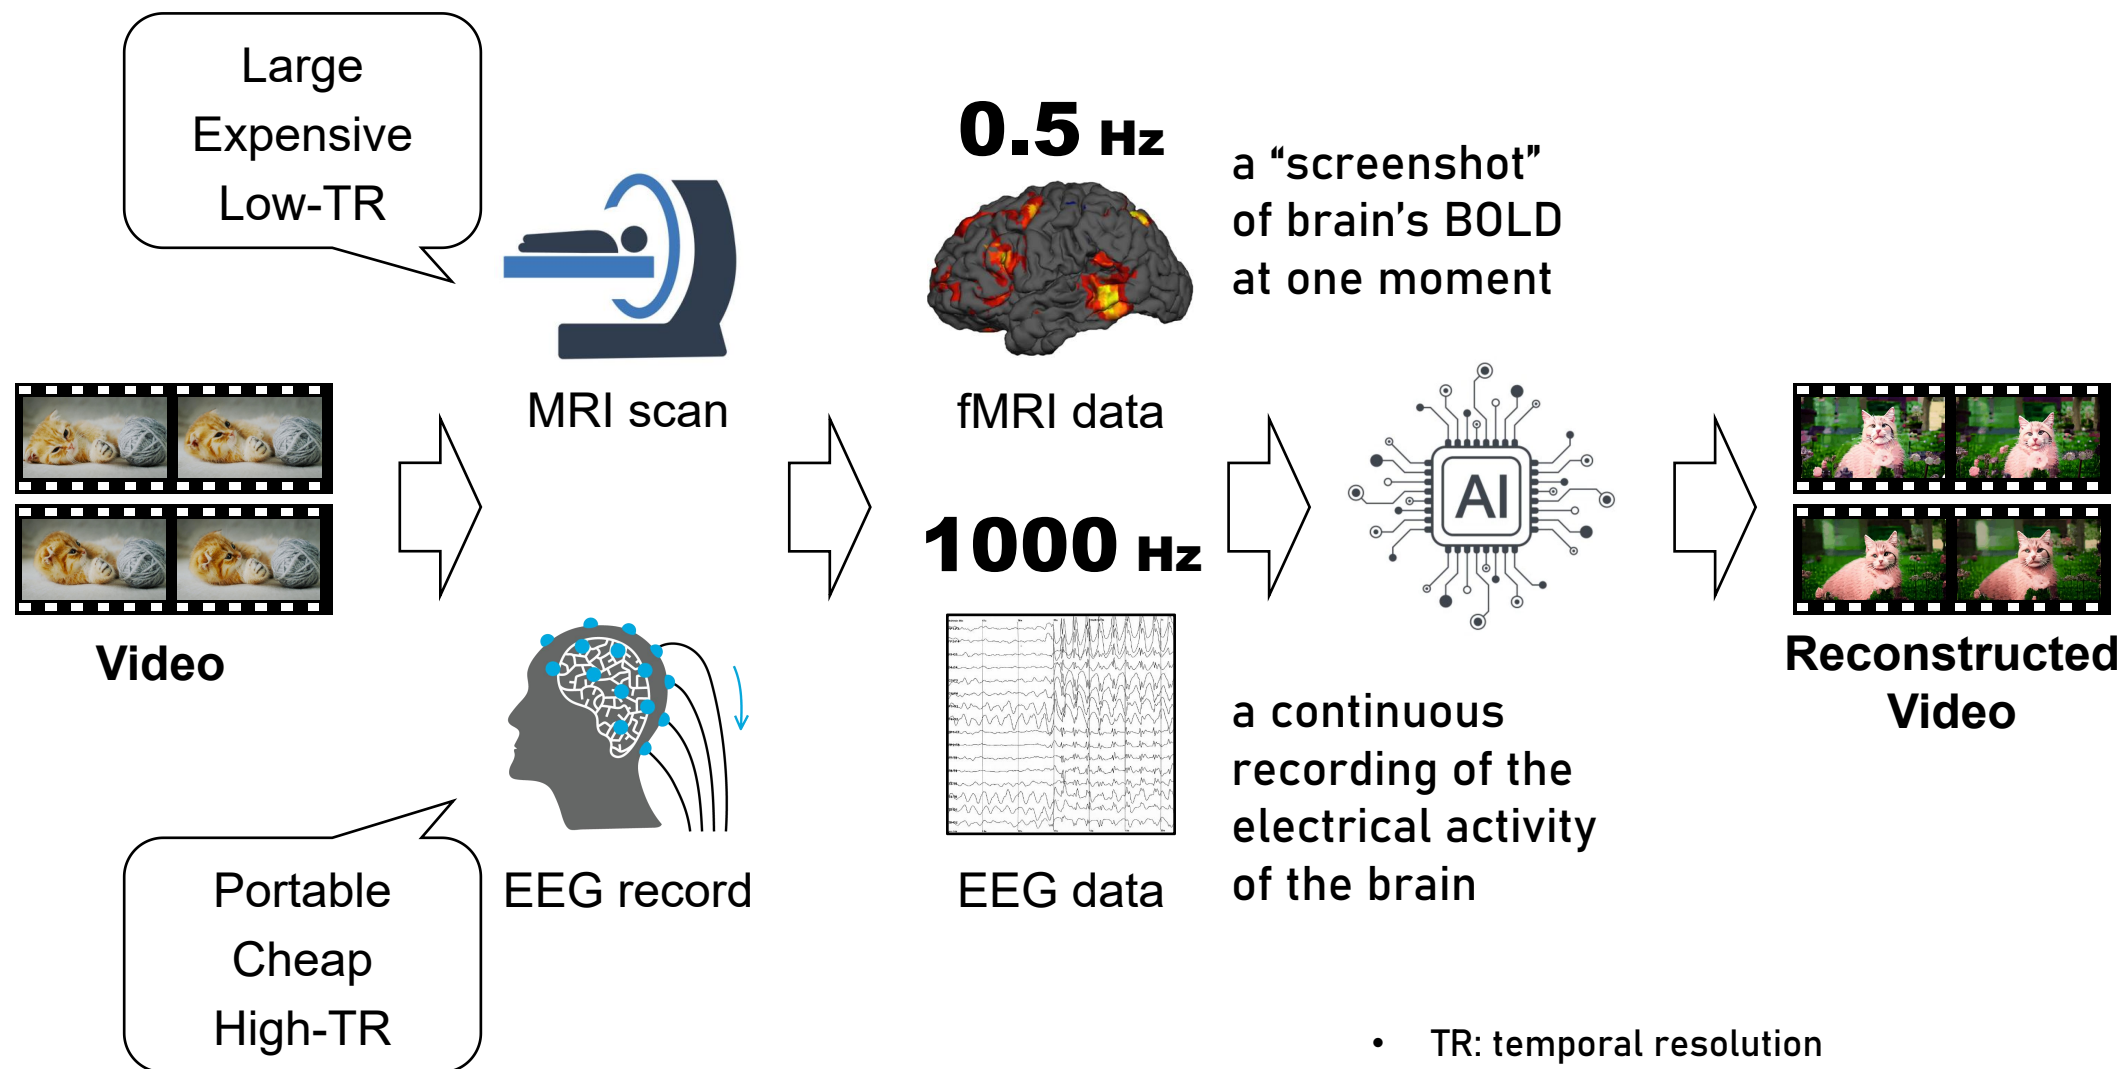 Large
Expensive
Low-TR
0.5 Hz
a “screenshot”
of brain’s BOLD
at one moment
MRI scan
fMRI data
Video
1000 Hz
AI
Reconstructed
Video
Portable
Cheap
High-TR
EEG record
EEG data
a continuous
recording of the
electrical activity
of the brain
• TR: temporal resolution